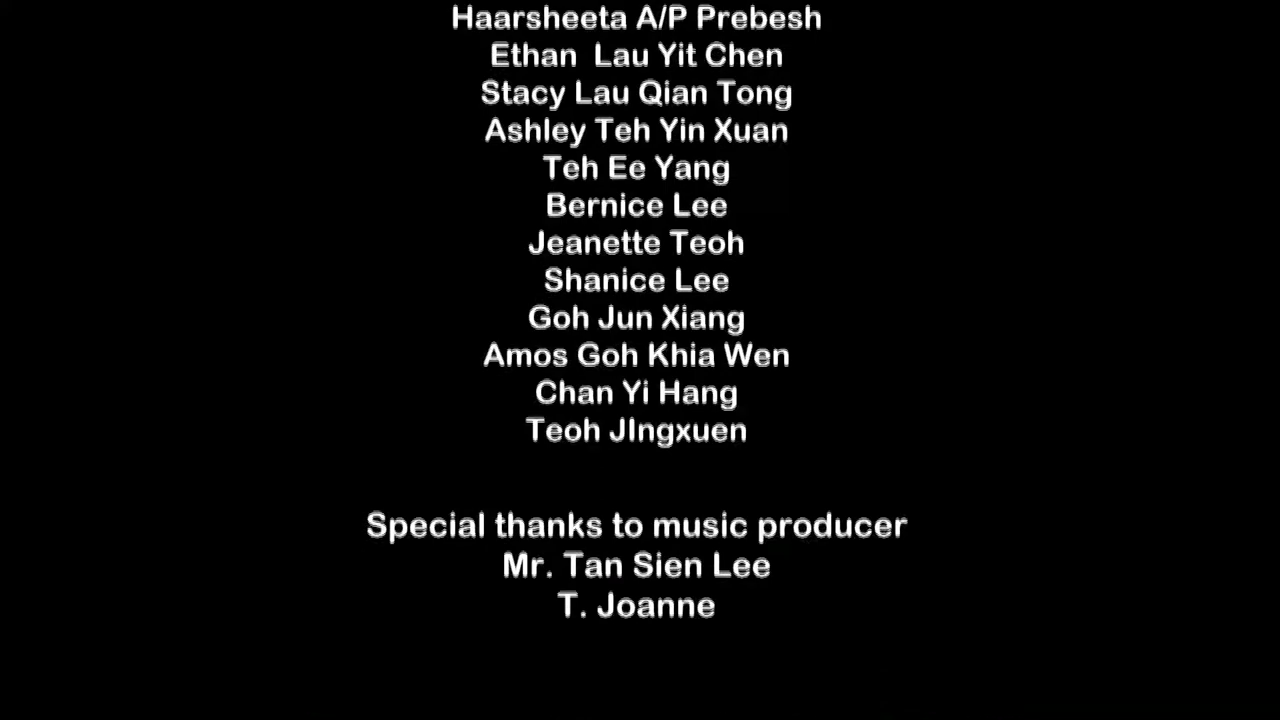 Haarsheeta A/P Prebesh
Ethan  Lau Yit Chen
Stacy Lau Qian Tong
Ashley Teh Yin Xuan
Teh Ee Yang
Bernice Lee
Jeanette Teoh
Shanice Lee
Goh Jun Xiang
Amos Goh Khia Wen
Chan Yi Hang
Teoh JIngxuen
Special thanks to music producer
Mr. Tan Sien Lee
T. Joanne